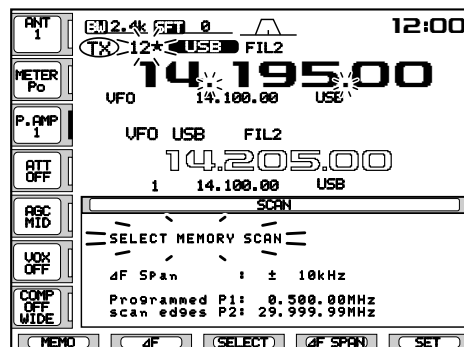 ANT
1
BW 2.4k SFT 0
12:00
TX 12★ USB FIL2
METER
Po
14.195.00
VFO 14.100.00 USB
P.AMP
1
VFO USB FIL2
14.205.00
ATT
OFF
1 14.100.00 USB
SCAN
AGC
MID
SELECT MEMORY SCAN
VOX
OFF
⊿F SPan : ± 10kHz
COMP
OFF
WIDE
Programmed P1: 0.500.00MHz
scan edges P2: 29.999.99MHz
MEMO ⊿F SELECT ⊿F SPAN SET